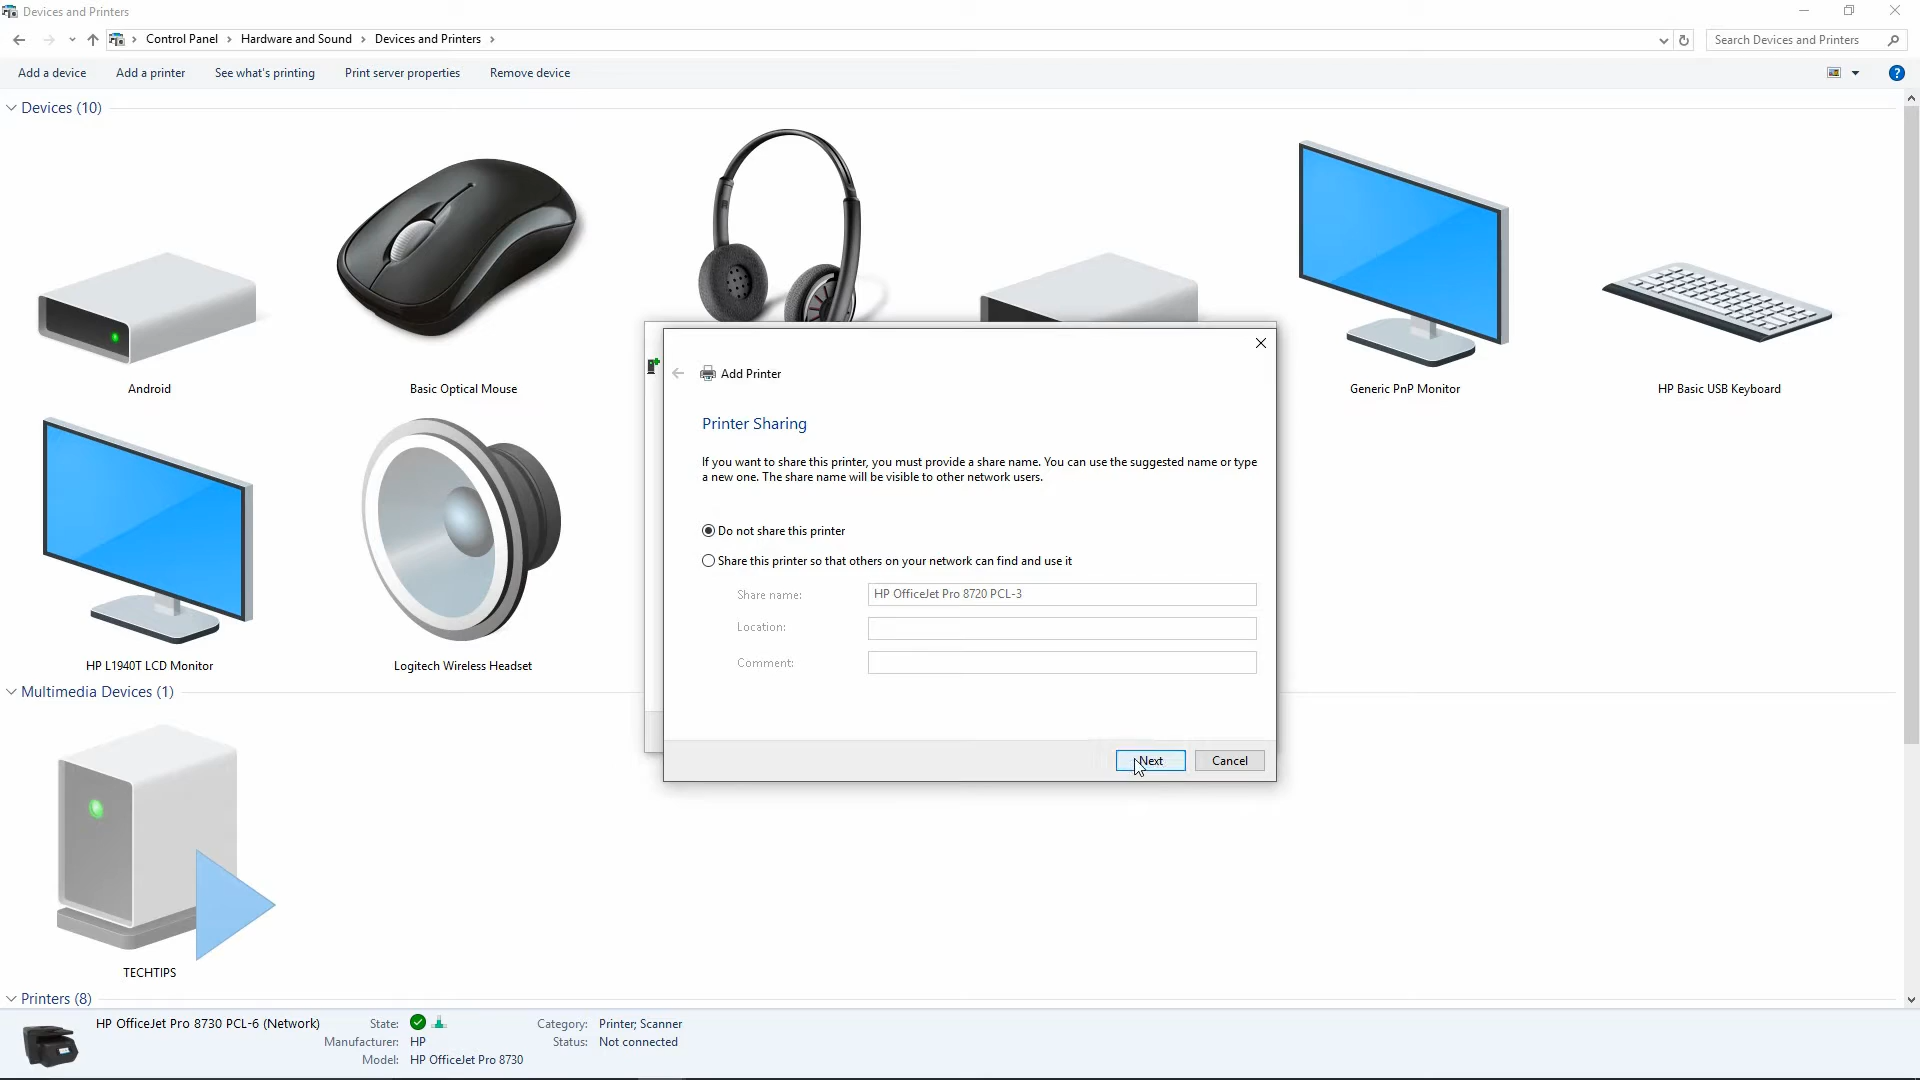 Devices and Printers
Control Panel
Hardware and Sound
Devices and Printers
Search Devices and Printers
Add a device
Add a printer
See what's printing
Print server properties
Remove device
?
Devices (10)
Android
Basic Optical Mouse
Generic PnP Monitor
HP Basic USB Keyboard
Add Printer
Printer Sharing
If you want to share this printer, you must provide a share name. You can use the suggested name or type
a new one. The share name will be visible to other network users.
Do not share this printer
Share this printer so that others on your network can find and use it
Share name:
HP OfficeJet Pro 8720 PCL-3
Location:
Comment:
Next
Cancel
HP L1940T LCD Monitor
Logitech Wireless Headset
Multimedia Devices (1)
TECHTIPS
Printers (8)
HP OfficeJet Pro 8730 PCL-6 (Network)
State:
Category: Printer; Scanner
Manufacturer: HP
Status: Not connected
Model: HP OfficeJet Pro 8730